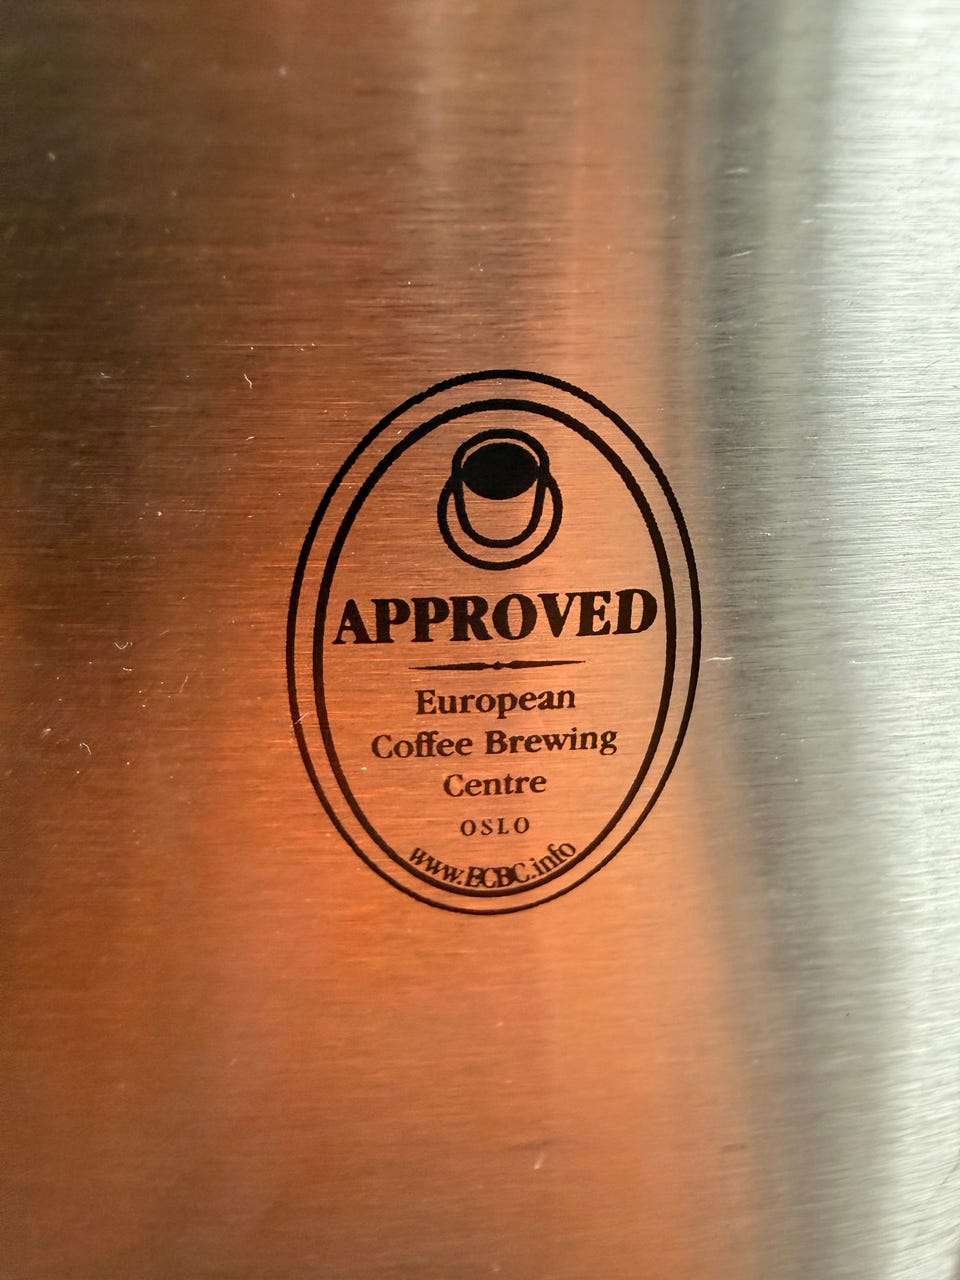 APPROVED
European
Coffee Brewing
Centre
OSLO
www.ECBC.info